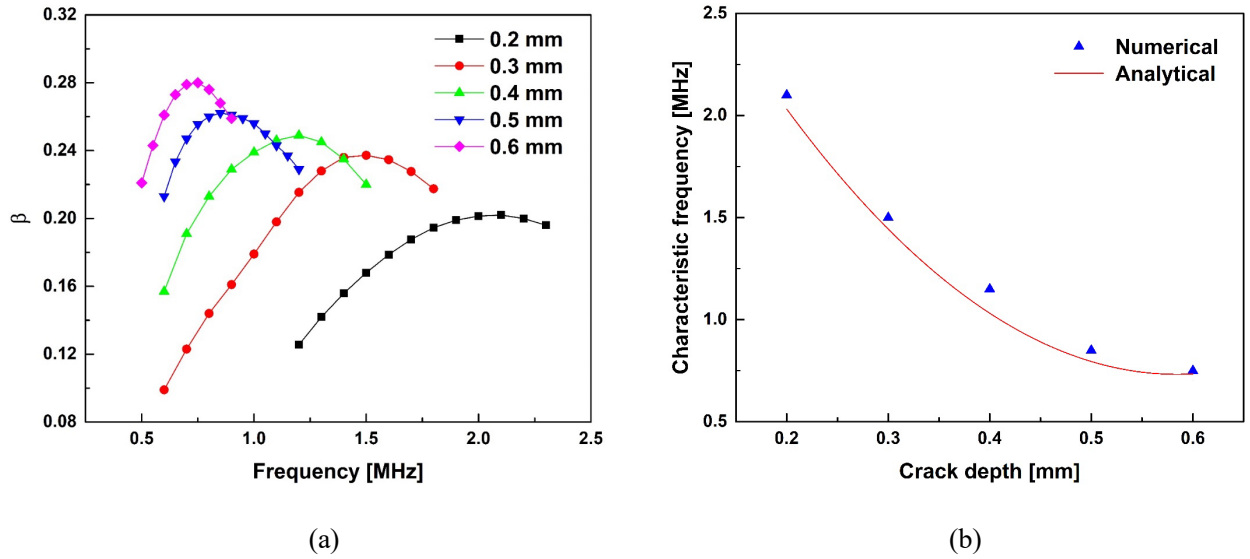 0.32
0.28
0.24
0.20
0.16
0.12
0.08
β
0.2 mm
0.3 mm
0.4 mm
0.5 mm
0.6 mm
0.5
1.0
1.5
2.0
2.5
Frequency [MHz]
(a)
2.5
2.0
1.5
1.0
0.5
Characteristic frequency [MHz]
Numerical
Analytical
0.2
0.3
0.4
0.5
0.6
Crack depth [mm]
(b)